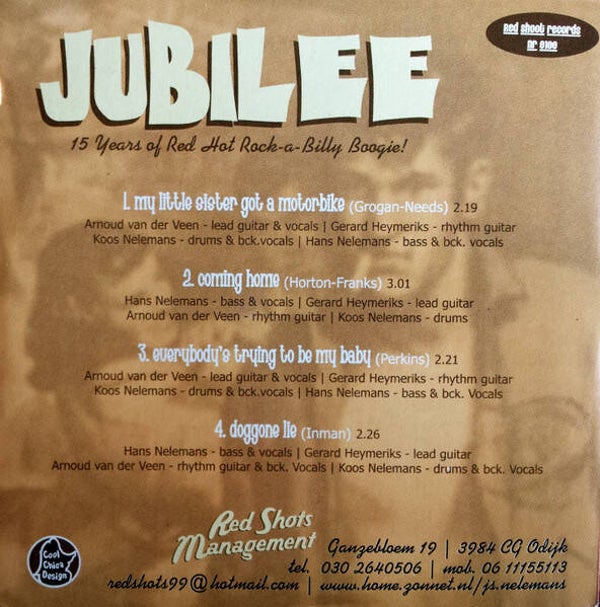 Red Shoot records
nr 0100
JUBILEE
15 Years of Red Hot Rock-a-Billy Boogie!
1. my little sister got a motorbike (Grogan-Needs) 2.19
Arnoud van der Veen - lead guitar & vocals | Gerard Heymeriks - rhythm guitar
Koos Nelemans - drums & bck.vocals | Hans Nelemans - bass & bck. vocals
2. coming home (Horton-Franks) 3.01
Hans Nelemans - bass & vocals | Gerard Heymeriks - lead guitar
Arnoud van der Veen - rhythm guitar | Koos Nelemans - drums
3. everybody's trying to be my baby (Perkins) 2.21
Arnoud van der Veen - lead guitar & vocals | Gerard Heymeriks - rhythm guitar
Koos Nelemans - drums & bck.vocals | Hans Nelemans - bass & bck. Vocals
4. doggone lie (Inman) 2.26
Hans Nelemans - bass & vocals | Gerard Heymeriks - lead guitar
Arnoud van der Veen - rhythm guitar & bck. Vocals | Koos Nelemans - drums & bck. Vocals
Cool
Chica
Design
Red Shots
Management
Ganzebloem 19 | 3984 CG Odijk
tel. 030 2640506 | mob. 06 11155113
redshots99@hotmail.com | www.home.zonnet.nl/js.nelemans